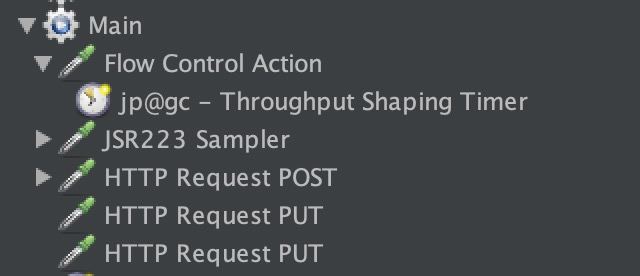 Main
Flow Control Action
jp@gc - Throughput Shaping Timer
JSR223 Sampler
HTTP Request POST
HTTP Request PUT
HTTP Request PUT